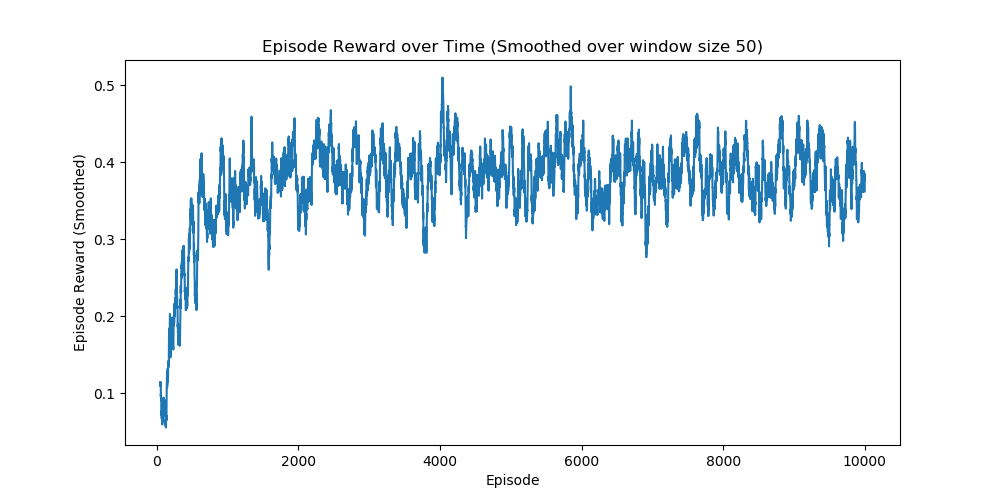 Episode Reward over Time (Smoothed over window size 50)
0.5
0.4
0.3
0.2
0.1
Episode Reward (Smoothed)
0 2000 4000 6000 8000 10000
Episode